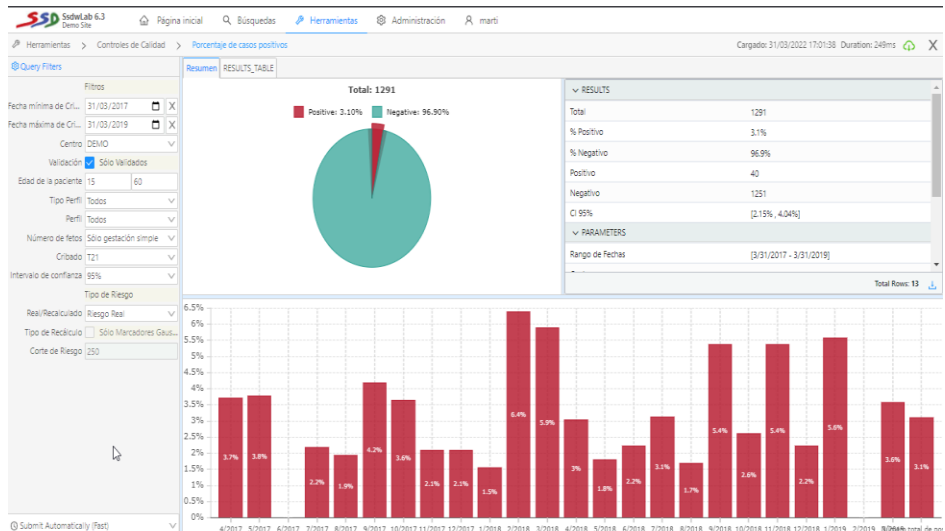 SSD SsdwLab 6.3
Demo Site
Página inicial Búsquedas Herramientas Administración marti
Herramientas > Controles de Calidad > Porcentaje de casos positivos
Cargado: 31/03/2022 17:01:38 Duration: 249ms X
Query Filters
Resumen RESULTS_TABLE
Filtros
Fecha mínima de Cri... 31/03/2017 X
Fecha máxima de Cri... 31/03/2019 X
Centro DEMO
Validación Sólo Validados
Edad de la paciente 15 60
Tipo Perfil Todos
Perfil Todos
Número de fetos Sólo gestación simple
Cribado T21
Intervalo de confianza 95%
Tipo de Riesgo
Real/Recalculado Riesgo Real
Tipo de Recálculo Sólo Marcadores Gaus...
Corte de Riesgo 250
Submit Automatically (Fast)
Total: 1291
Positive: 3.10% Negative: 96.90%
RESULTS
Total 1291
% Positivo 3.1%
% Negativo 96.9%
Positivo 40
Negativo 1251
CI 95% [2.15% , 4.04%]
PARAMETERS
Rango de Fechas [3/31/2017 - 3/31/2019]
Total Rows: 13
6.5%
6%
5.5%
5%
4.5%
4%
3.5%
3%
2.5%
2%
1.5%
1%
0.5%
0%
3.7% 3.8% 2.2% 1.9% 4.2% 3.6% 2.1% 2.1% 1.5% 6.4% 5.9% 3% 1.8% 2.2% 3.1% 1.7% 5.4% 2.6% 5.4% 2.2% 5.6% 3.6% 3.1%
4/2017 5/2017 6/2017 7/2017 8/2017 9/2017 10/2017 11/2017 12/2017 1/2018 2/2018 3/2018 4/2018 5/2018 6/2018 7/2018 8/2018 9/2018 10/2018 11/2018 12/2018 1/2019 2/2019